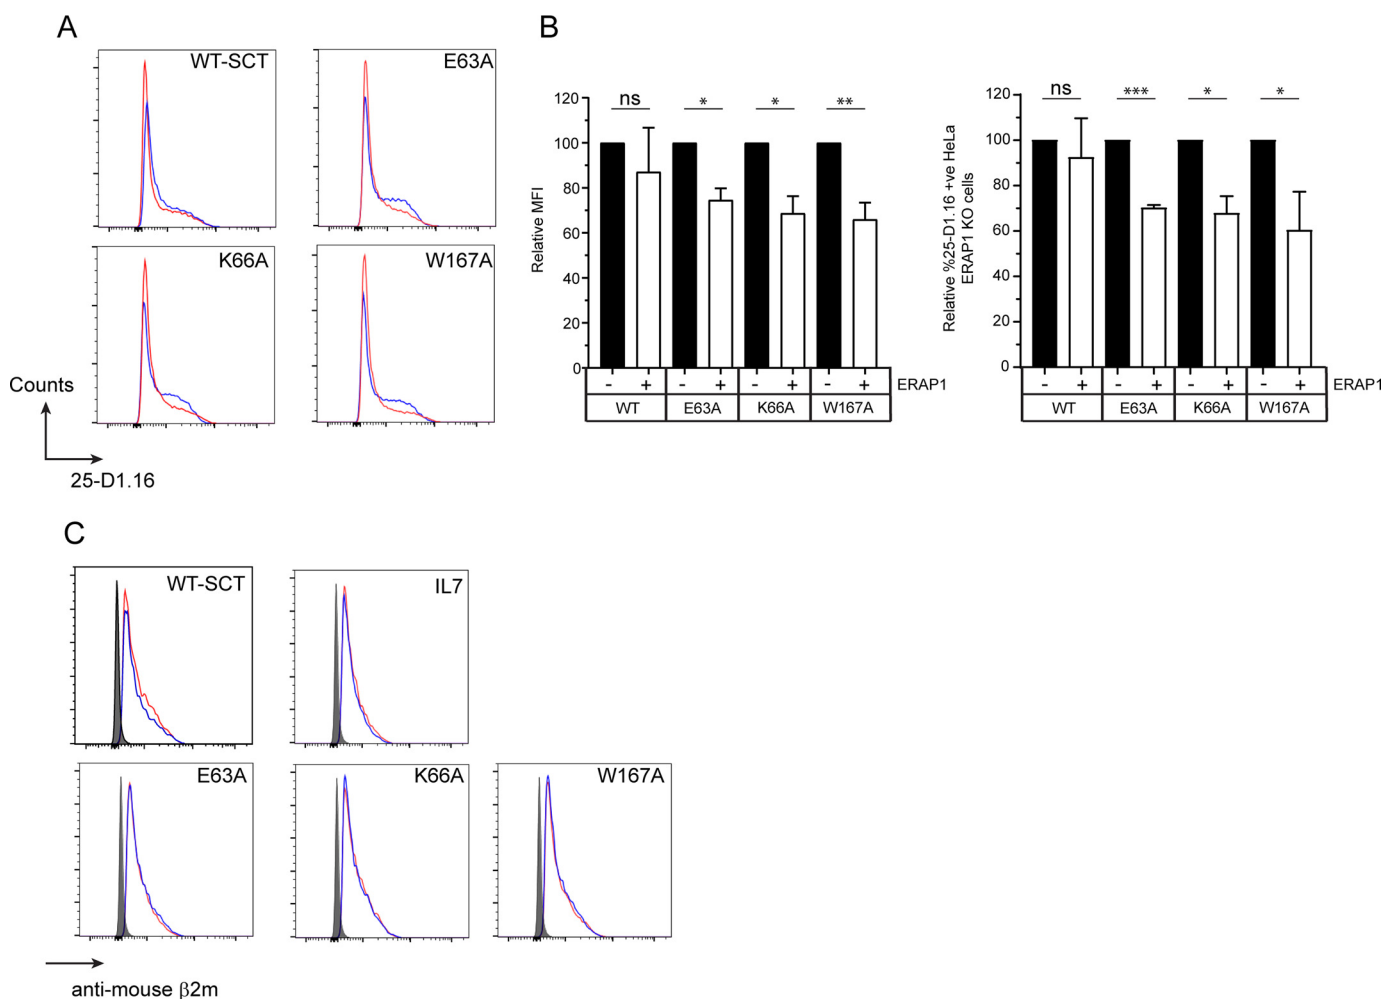 A
WT-SCT
E63A
K66A
W167A
Counts
25-D1.16
B
120
100
80
60
40
20
0
Relative MFI
ns
*
*
**
- + - + - + - + ERAP1
WT E63A K66A W167A
120
100
80
60
40
20
0
Relative %25-D1.16 +ve HeLa
ERAP1 KO cells
ns
***
*
*
- + - + - + - + ERAP1
WT E63A K66A W167A
C
WT-SCT
IL7
E63A
K66A
W167A
anti-mouse β2m